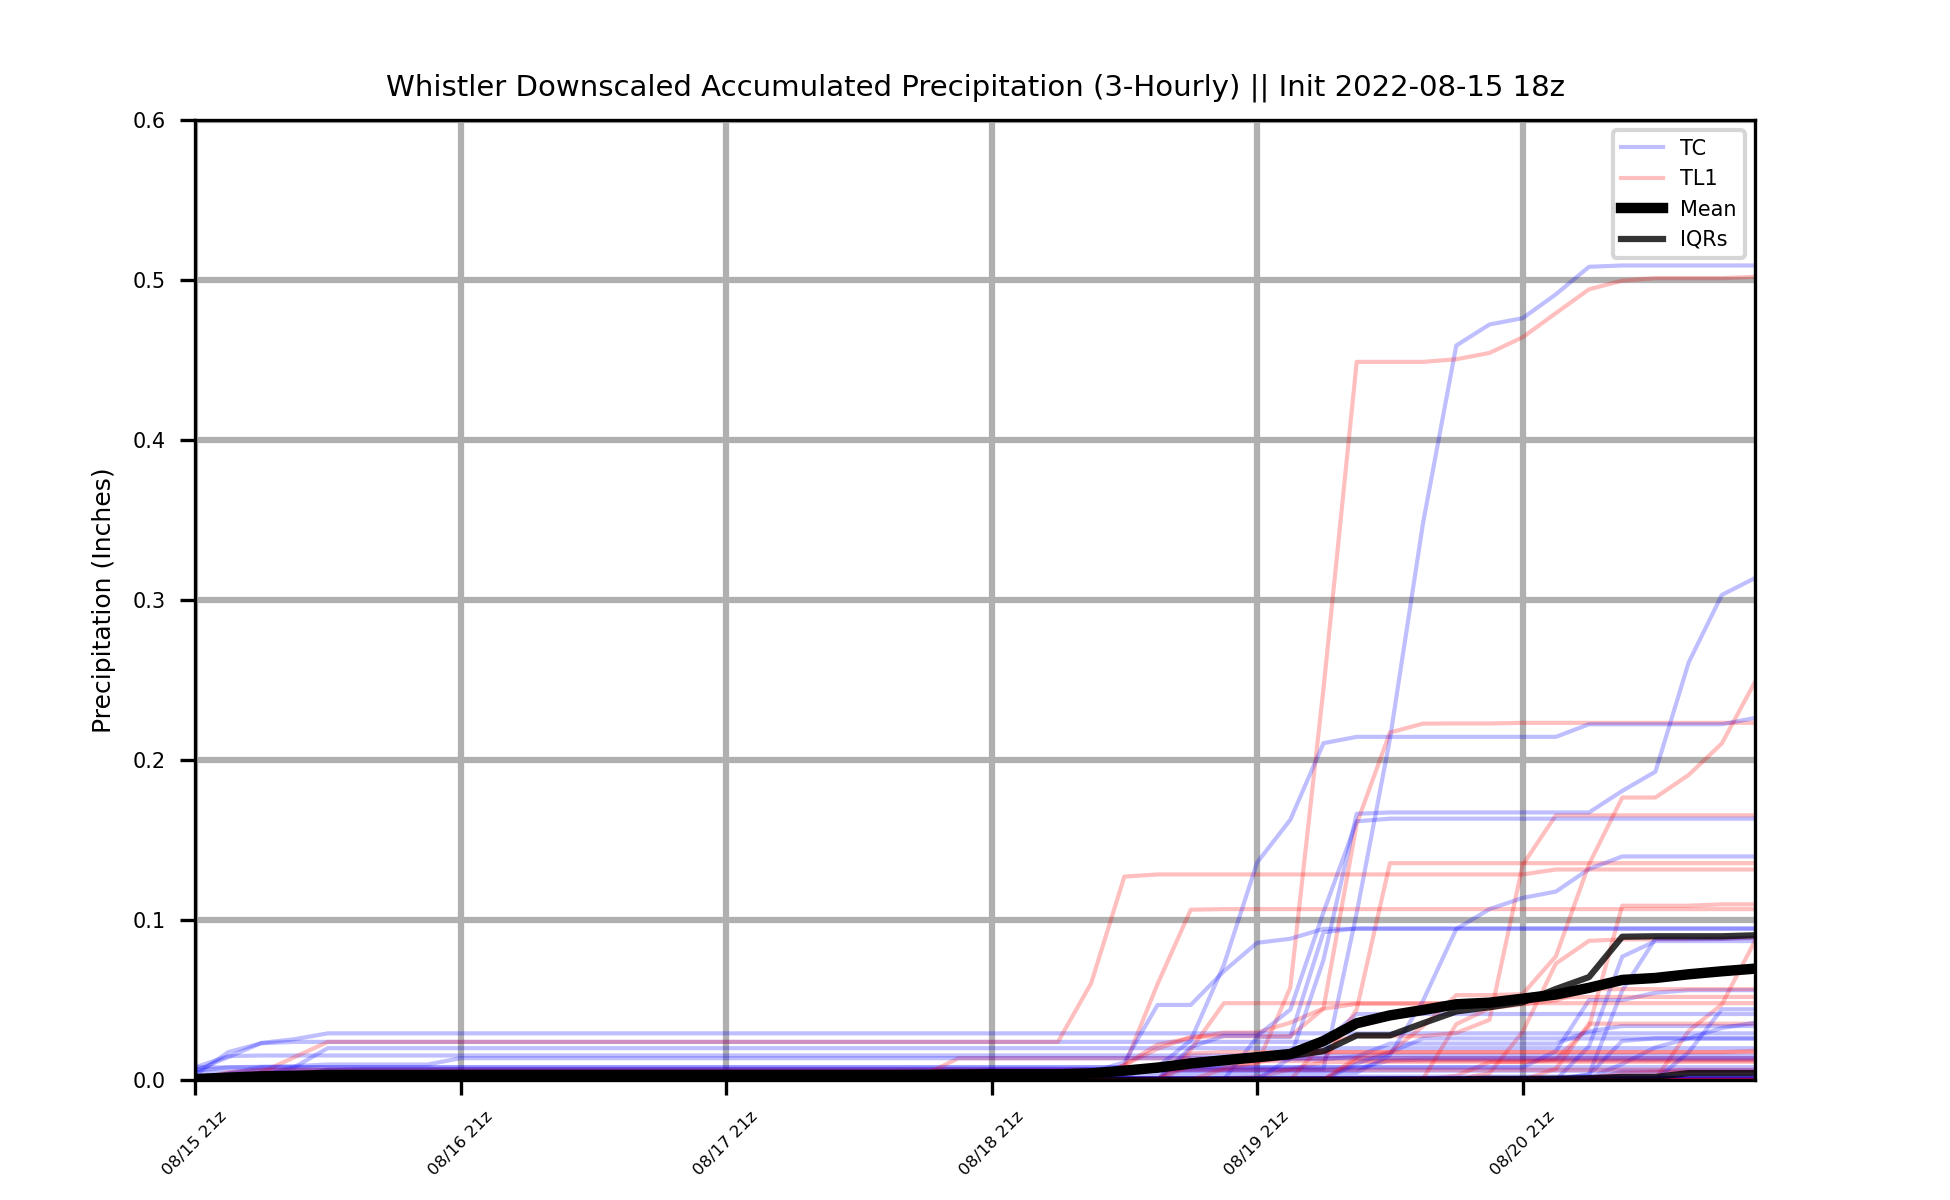 Whistler Downscaled Accumulated Precipitation (3-Hourly) || Init 2022-08-15 18z
TC
TL1
Mean
IQRs
Precipitation (Inches)
0.6
0.5
0.4
0.3
0.2
0.1
0.0
08/15 21z
08/16 21z
08/17 21z
08/18 21z
08/19 21z
08/20 21z